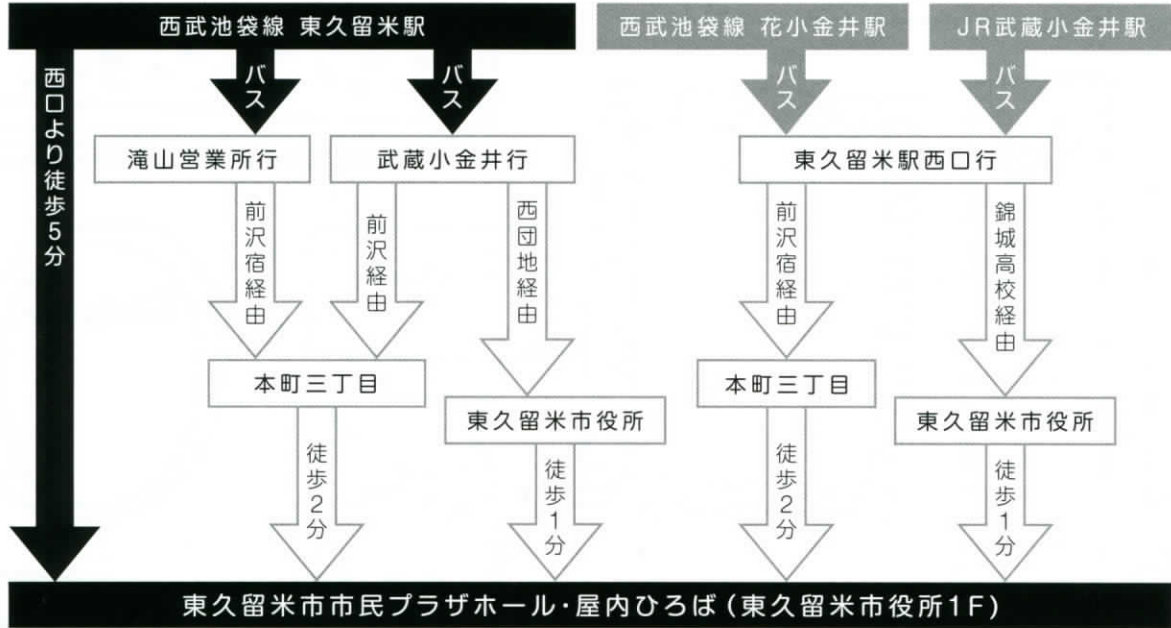 西武池袋線 東久留米駅
西武池袋線 花小金井駅
JR武蔵小金井駅
西口より徒歩5分
バス
バス
バス
バス
滝山営業所行
武蔵小金井行
東久留米駅西口行
前沢宿経由
前沢経由
西団地経由
前沢宿経由
錦城高校経由
本町三丁目
東久留米市役所
本町三丁目
東久留米市役所
徒歩2分
徒歩1分
徒歩2分
徒歩1分
東久留米市市民プラザホール・屋内ひろば(東久留米市役所1F)